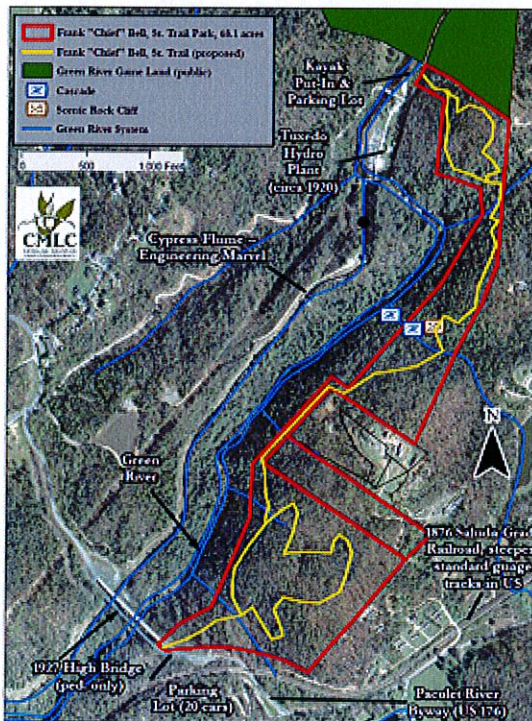 Frank "Chief" Bell, Sr. Trail Park, 68.1 acres
Frank "Chief" Bell, Sr. Trail (proposed)
Green River Game Land (public)
Cascade
Scenic Rock Cliff
Green River System
0 500 1,000 Feet
CMLC
Kayak
Put-In &
Parking Lot
Tuxedo
Hydro
Plant
(circa 1920)
Cypress Flume –
Engineering Marvel
N
Green
River
1876 Saluda Grade
Railroad, steepest
standard guage
tracks in US
1927 High Bridge
(ped. only)
Parking
Lot (20 cars)
Pacolet River
Byway (US 176)